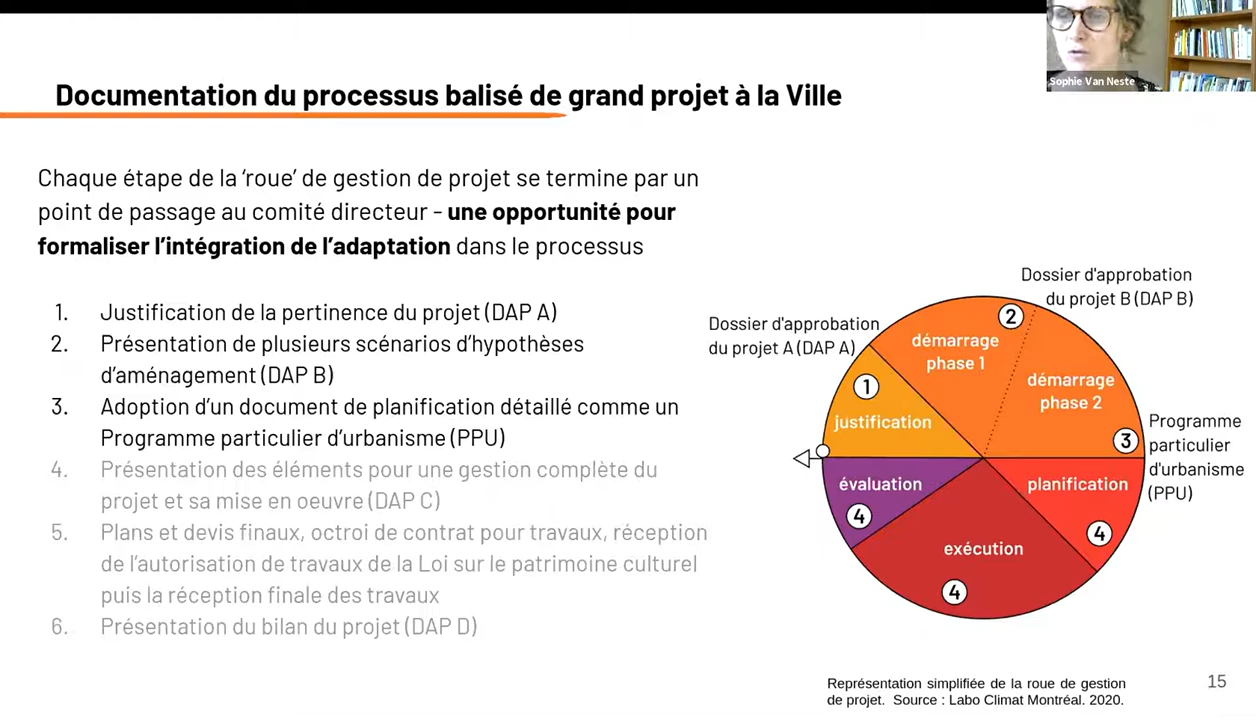 Sophie Van Neste
Documentation du processus balisé de grand projet à la Ville
Chaque étape de la ‘roue’ de gestion de projet se termine par un
point de passage au comité directeur - une opportunité pour
formaliser l’intégration de l’adaptation dans le processus
1. Justification de la pertinence du projet (DAP A)
2. Présentation de plusieurs scénarios d’hypothèses
d’aménagement (DAP B)
3. Adoption d’un document de planification détaillé comme un
Programme particulier d’urbanisme (PPU)
4. Présentation des éléments pour une gestion complète du
projet et sa mise en oeuvre (DAP C)
5. Plans et devis finaux, octroi de contrat pour travaux, réception
de l’autorisation de travaux de la Loi sur le patrimoine culturel
puis la réception finale des travaux
6. Présentation du bilan du projet (DAP D)
Dossier d'approbation
du projet A (DAP A)
Dossier d'approbation
du projet B (DAP B)
1
justification
démarrage
phase 1
2
démarrage
phase 2
3
Programme
particulier
d'urbanisme
(PPU)
planification
4
exécution
4
évaluation
4
Représentation simplifiée de la roue de gestion
de projet. Source : Labo Climat Montréal. 2020.
15